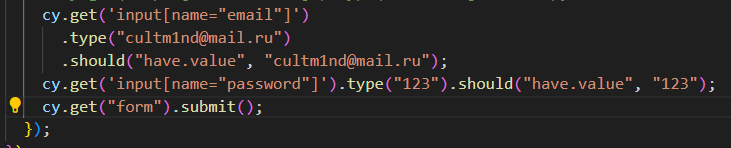 cy.get('input[name="email"]')
.type("cultm1nd@mail.ru")
.should("have.value", "cultm1nd@mail.ru");
cy.get('input[name="password"]').type("123").should("have.value", "123");
cy.get("form").submit();
});